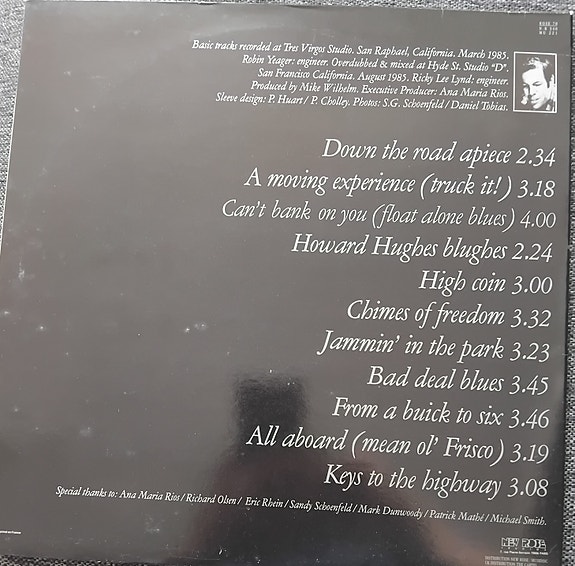 ROSE 70
Basic tracks recorded at Tres Virgos Studio. San Raphael, California. March 1985.
Robin Yeager: engineer. Overdubbed & mixed at Hyde St. Studio "D".
San Francisco California. August 1985. Ricky Lee Lynd: engineer.
Produced by Mike Wilhelm. Executive Producer: Ana Maria Rios.
Sleeve design: P. Huart / P. Cholley. Photos: S.G. Schoenfeld / Daniel Tobias.
Down the road apiece 2.34
A moving experience (truck it!) 3.18
Can't bank on you (float alone blues) 4.00
Howard Hughes blughes 2.24
High coin 3.00
Chimes of freedom 3.32
Jammin' in the park 3.23
Bad deal blues 3.45
From a buick to six 3.46
All aboard (mean ol' Frisco) 3.19
Keys to the highway 3.08
Special thanks to: Ana Maria Rios / Richard Olsen / Eric Rhein / Sandy Schoenfeld / Mark Dunwoody / Patrick Mathé / Michael Smith.
NEW ROSE